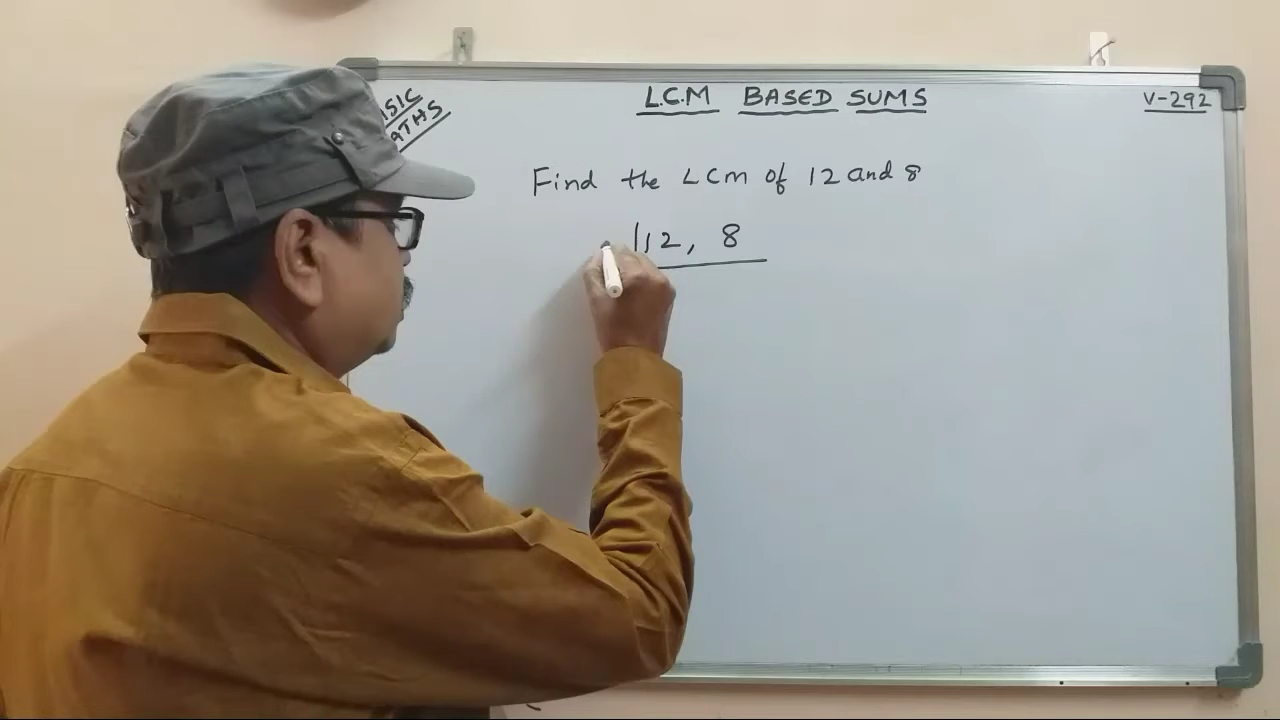 L.C.M BASED SUMS
V-292
Find the LCM of 12 and 8
12, 8